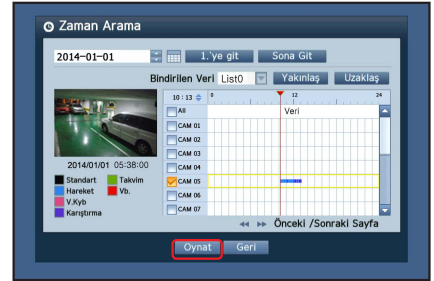 Zaman Arama
2014-01-01 1.'ye git Sona Git
Bindirilen Veri List0 Yakınlaş Uzaklaş
10 : 13 0 12 24
All Veri
CAM 01
CAM 02
CAM 03
CAM 04
CAM 05
CAM 06
CAM 07
2014/01/01 05:38:00
Standart Takvim
Hareket Vb.
V.Kyb
Karıştırma
Önceki /Sonraki Sayfa
Oynat Geri